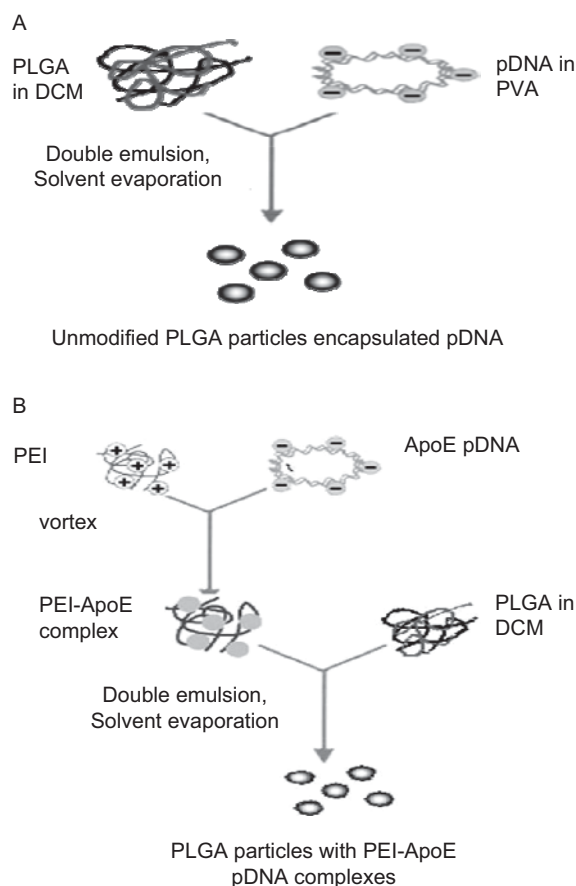 A
PLGA
in DCM
pDNA in
PVA
Double emulsion,
Solvent evaporation
Unmodified PLGA particles encapsulated pDNA
B
PEI
ApoE pDNA
vortex
PEI-ApoE
complex
PLGA in
DCM
Double emulsion,
Solvent evaporation
PLGA particles with PEI-ApoE
pDNA complexes